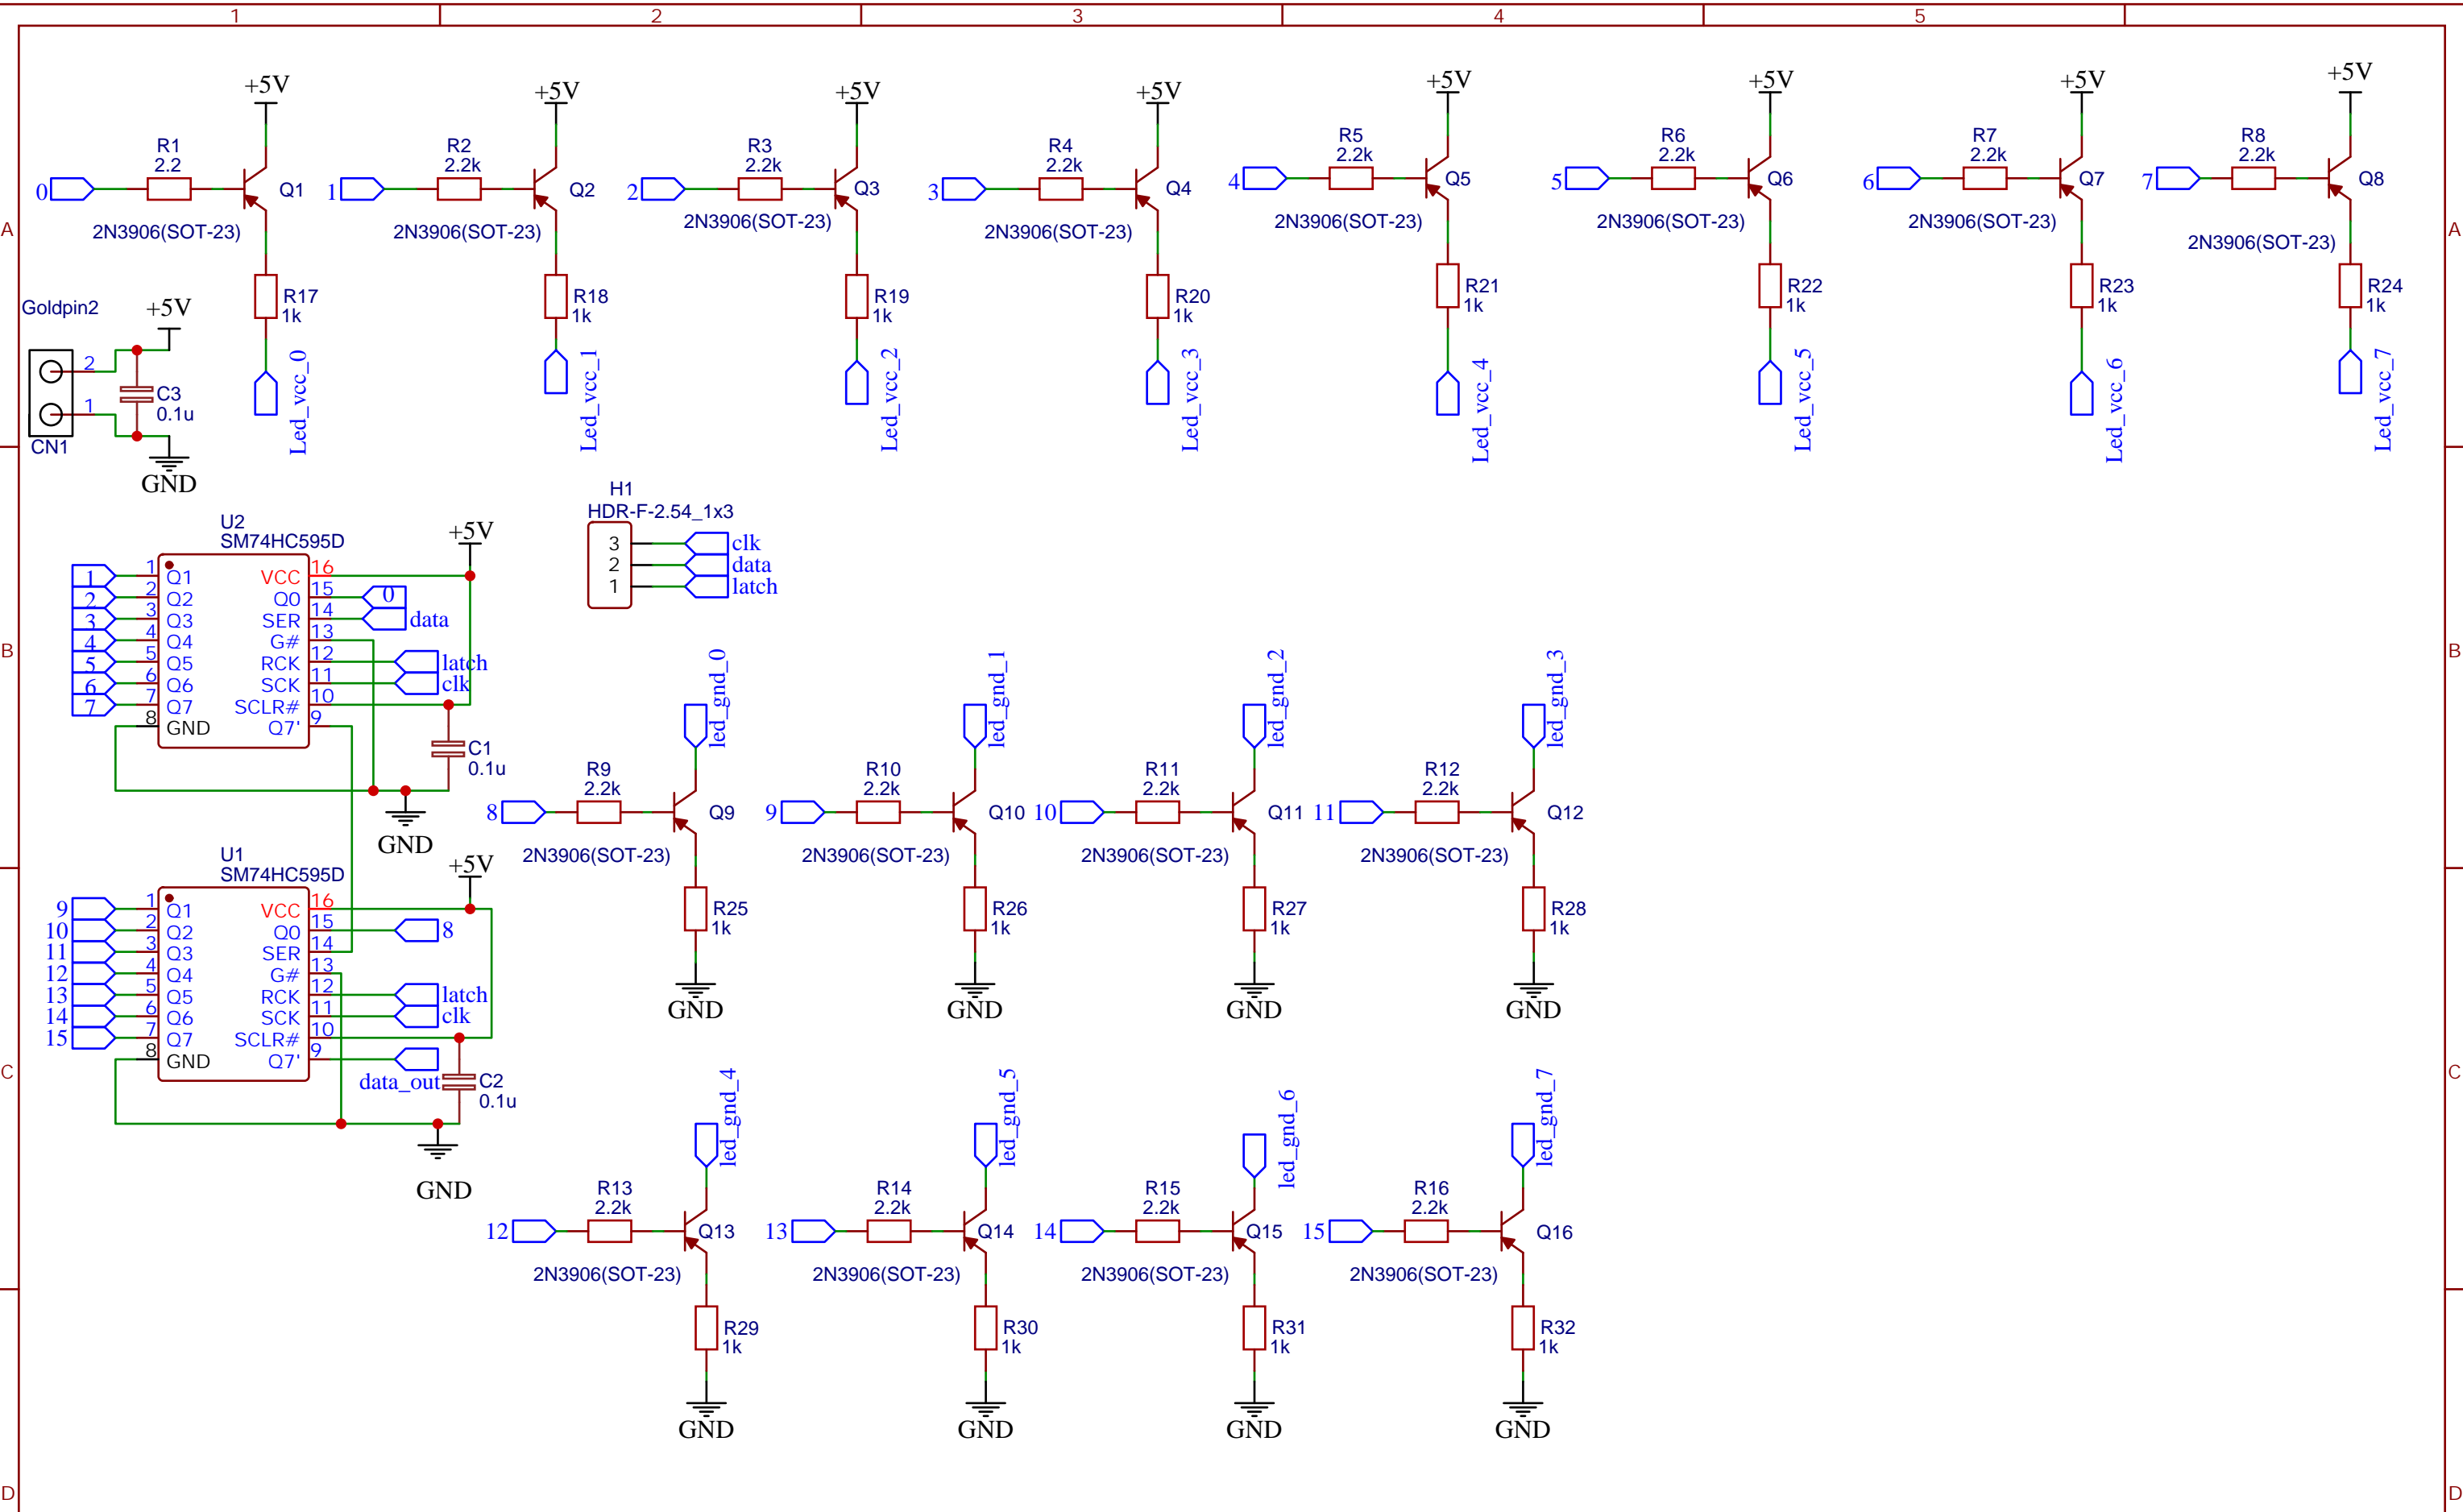 1 2 3 4 5
+5V +5V +5V +5V +5V +5V +5V +5V
R1 R2 R3 R4 R5 R6 R7 R8
2.2 2.2k 2.2k 2.2k 2.2k 2.2k 2.2k 2.2k
0 Q1 1 Q2 2 Q3 3 Q4 4 Q5 5 Q6 6 Q7 7 Q8
A 2N3906(SOT-23) 2N3906(SOT-23) 2N3906(SOT-23) 2N3906(SOT-23) 2N3906(SOT-23) 2N3906(SOT-23) 2N3906(SOT-23) 2N3906(SOT-23) A
R17 R18 R19 R20 R21 R22 R23 R24
1k 1k 1k 1k 1k 1k 1k 1k
Led_vcc_0 Led_vcc_1 Led_vcc_2 Led_vcc_3 Led_vcc_4 Led_vcc_5 Led_vcc_6 Led_vcc_7
Goldpin2 +5V
2
C3
0.1u
1
CN1
GND
H1
HDR-F-2.54_1x3
3 clk
2 data
1 latch
U2
SM74HC595D
+5V
1 1 Q1 VCC 16
2 2 Q2 Q0 15 0
3 3 Q3 SER 14 data
4 4 Q4 G# 13
5 5 Q5 RCK 12 latch
6 6 Q6 SCK 11 clk
7 7 Q7 SCLR# 10
8 GND Q7' 9
C1
0.1u
GND
B B
led_gnd_0 led_gnd_1 led_gnd_2 led_gnd_3
R9 R10 R11 R12
2.2k 2.2k 2.2k 2.2k
8 Q9 9 Q10 10 Q11 11 Q12
2N3906(SOT-23) 2N3906(SOT-23) 2N3906(SOT-23) 2N3906(SOT-23)
R25 R26 R27 R28
1k 1k 1k 1k
GND GND GND GND
U1
SM74HC595D
+5V
9 1 Q1 VCC 16
10 2 Q2 Q0 15 8
11 3 Q3 SER 14
12 4 Q4 G# 13
13 5 Q5 RCK 12 latch
14 6 Q6 SCK 11 clk
15 7 Q7 SCLR# 10
8 GND Q7' 9
data_out C2
0.1u
GND
C C
led_gnd_4 led_gnd_5 led_gnd_6 led_gnd_7
R13 R14 R15 R16
2.2k 2.2k 2.2k 2.2k
12 Q13 13 Q14 14 Q15 15 Q16
2N3906(SOT-23) 2N3906(SOT-23) 2N3906(SOT-23) 2N3906(SOT-23)
R29 R30 R31 R32
1k 1k 1k 1k
GND GND GND GND
D D